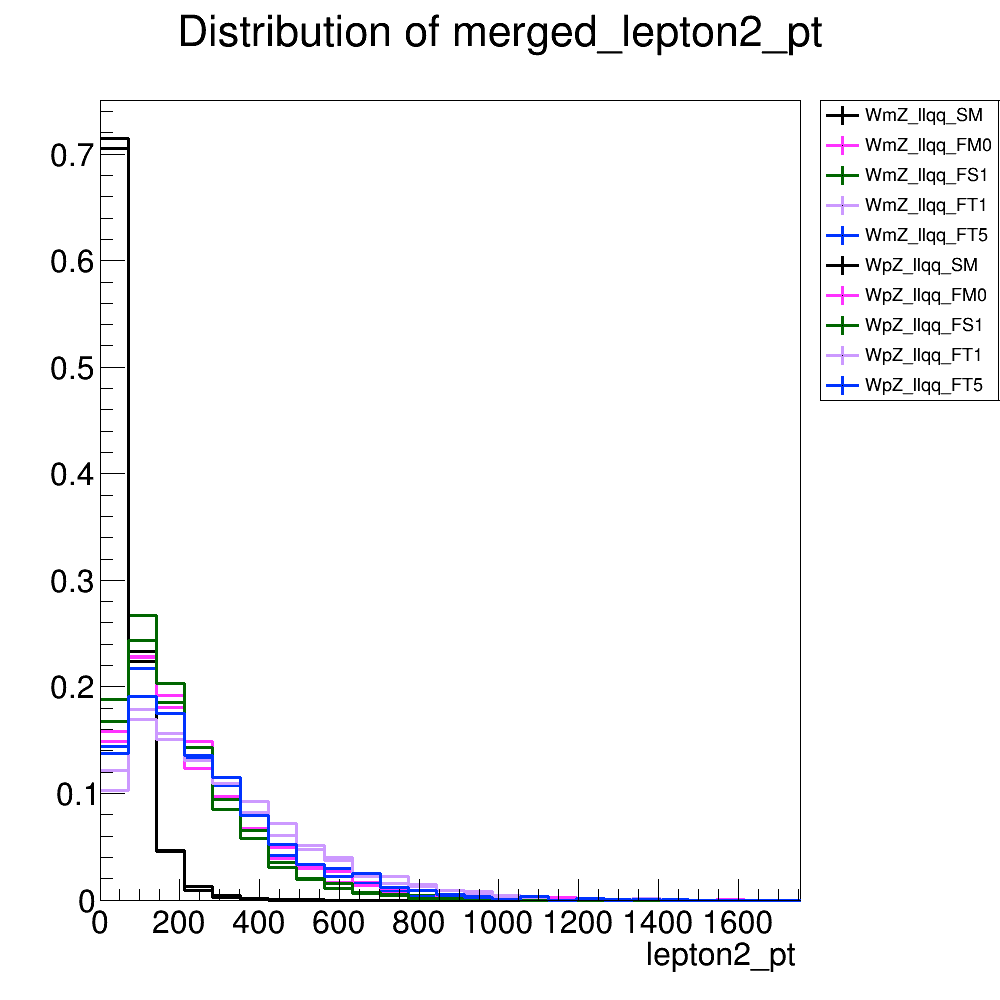 Distribution of merged_lepton2_pt
WmZ_llqq_SM
WmZ_llqq_FM0
WmZ_llqq_FS1
WmZ_llqq_FT1
WmZ_llqq_FT5
WpZ_llqq_SM
WpZ_llqq_FM0
WpZ_llqq_FS1
WpZ_llqq_FT1
WpZ_llqq_FT5
0.7
0.6
0.5
0.4
0.3
0.2
0.1
0
0 200 400 600 800 1000 1200 1400 1600
lepton2_pt